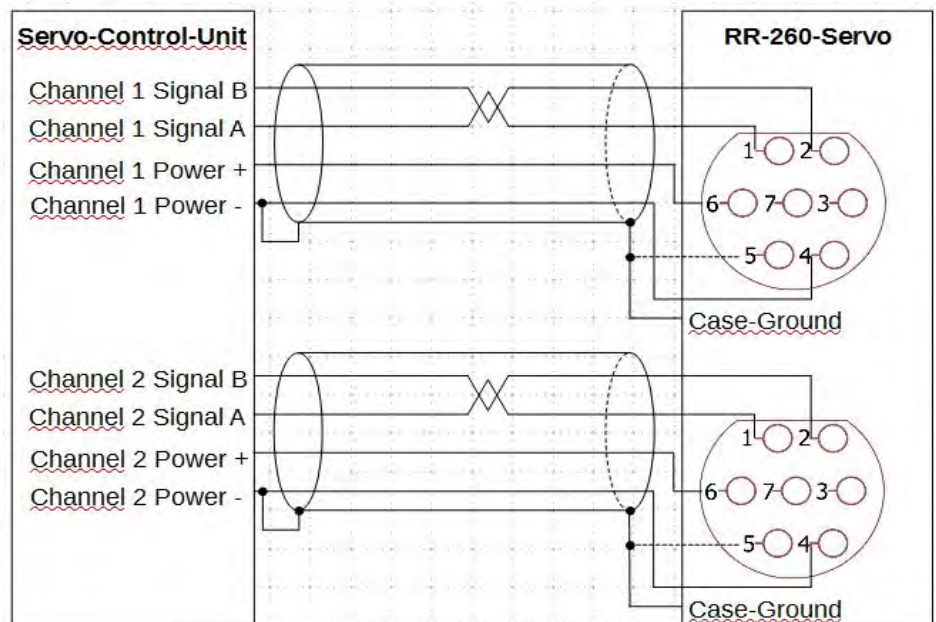 Servo-Control-Unit
RR-260-Servo
Channel 1 Signal B
Channel 1 Signal A
Channel 1 Power +
Channel 1 Power -
1 2
6 7 3
5 4
Case-Ground
Channel 2 Signal B
Channel 2 Signal A
Channel 2 Power +
Channel 2 Power -
1 2
6 7 3
5 4
Case-Ground